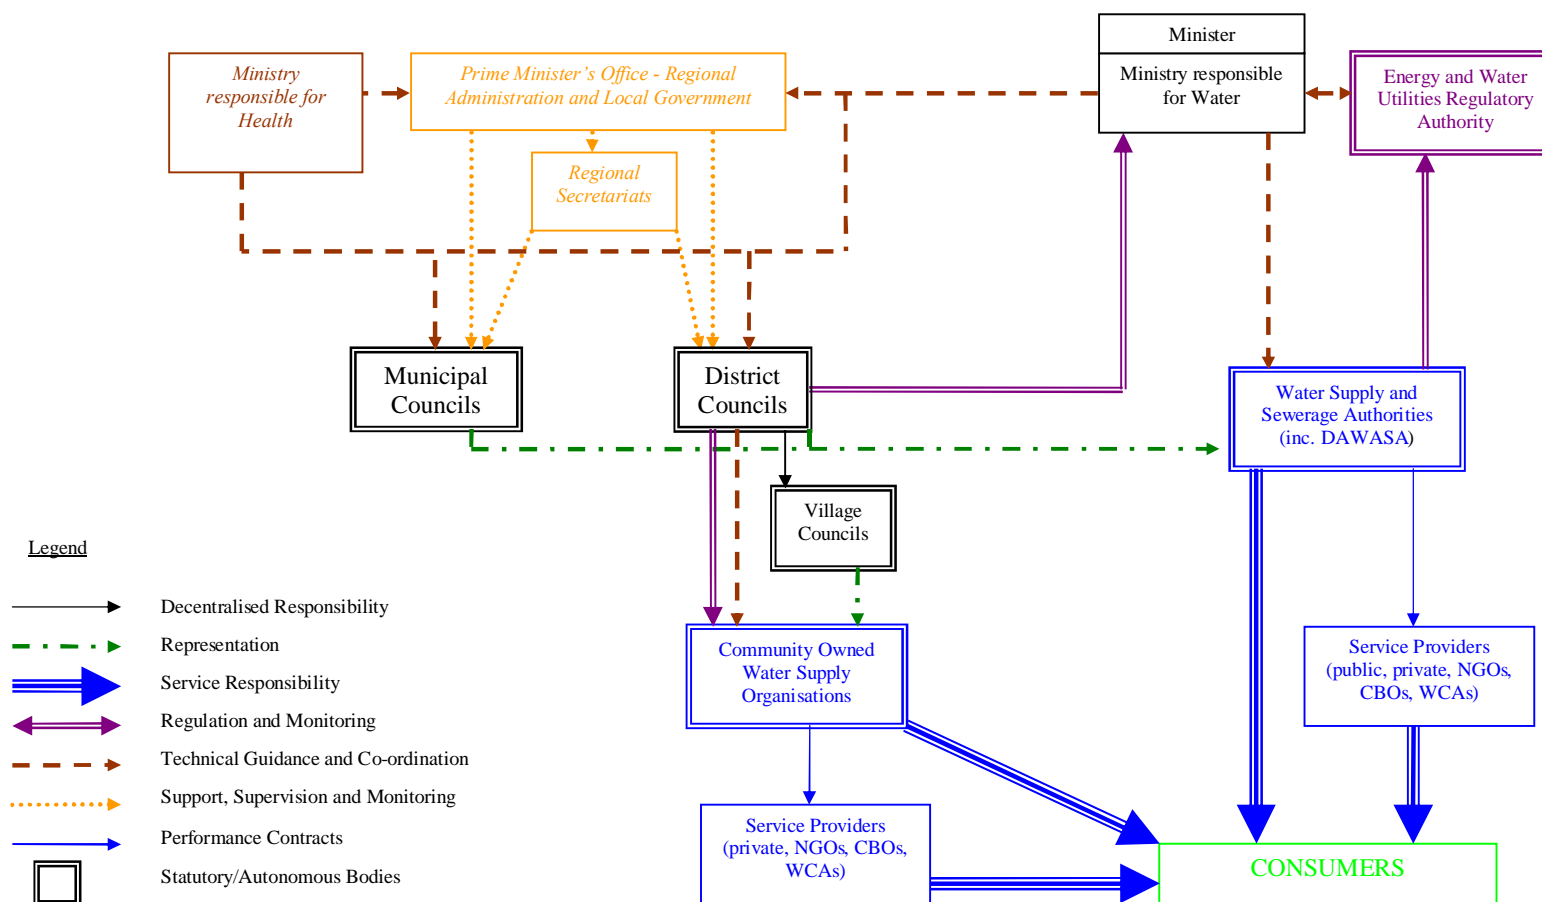 Minister
Ministry responsible
for Water
Ministry
responsible for
Health
Prime Minister’s Office - Regional
Administration and Local Government
Energy and Water
Utilities Regulatory
Authority
Regional
Secretariats
Municipal
Councils
District
Councils
Water Supply and
Sewerage Authorities
(inc. DAWASA)
Village
Councils
Community Owned
Water Supply
Organisations
Service Providers
(public, private, NGOs,
CBOs, WCAs)
Service Providers
(private, NGOs, CBOs,
WCAs)
CONSUMERS
Legend
Decentralised Responsibility
Representation
Service Responsibility
Regulation and Monitoring
Technical Guidance and Co-ordination
Support, Supervision and Monitoring
Performance Contracts
Statutory/Autonomous Bodies